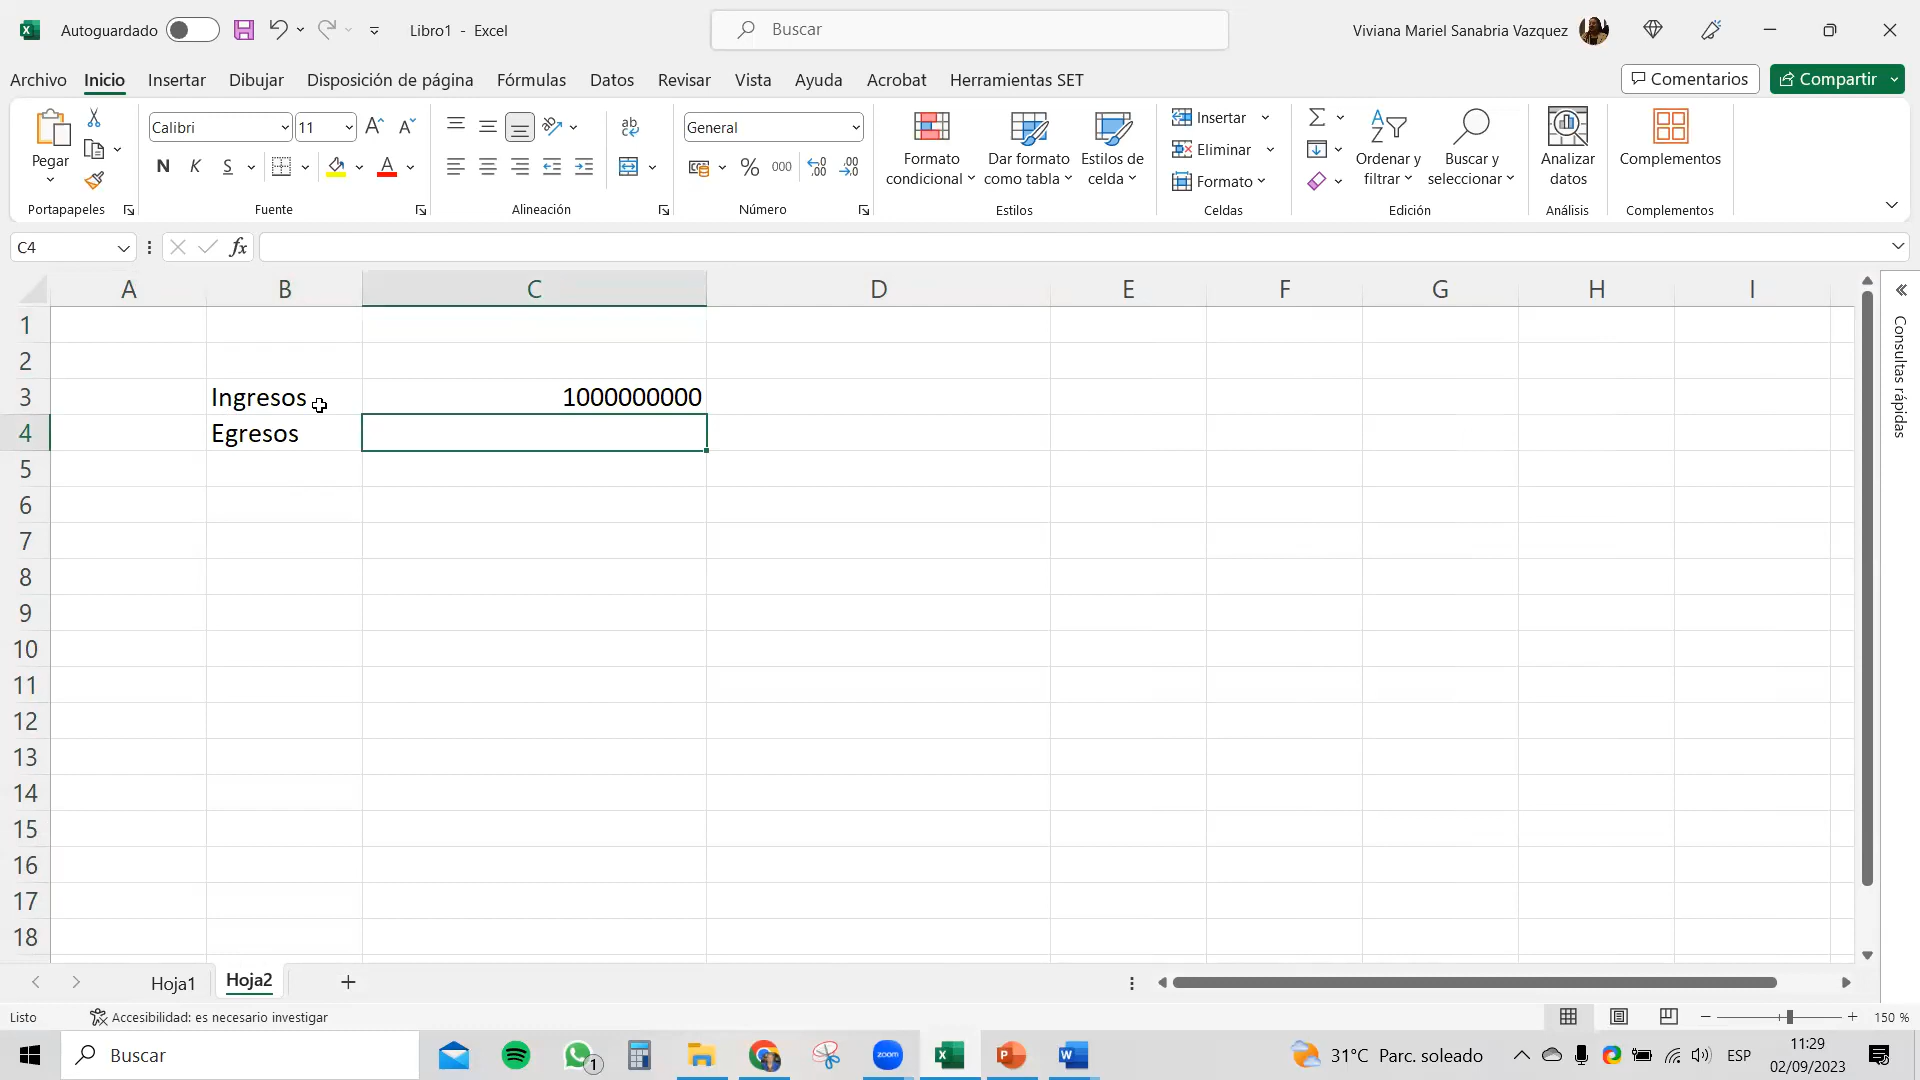 Autoguardado
Libro1 - Excel
Buscar
Viviana Mariel Sanabria Vazquez
Archivo Inicio Insertar Dibujar Disposición de página Fórmulas Datos Revisar Vista Ayuda Acrobat Herramientas SET
Comentarios
Compartir
Pegar
Portapapeles
Calibri 11
N K S
Fuente
Alineación
General
% 000
Número
Formato condicional
Dar formato como tabla
Estilos de celda
Estilos
Insertar
Eliminar
Formato
Celdas
Ordenar y filtrar
Buscar y seleccionar
Edición
Analizar datos
Análisis
Complementos
Complementos
C4
fx
A B C D E F G H I
1
2
3 Ingresos 1000000000
4 Egresos
5
6
7
8
9
10
11
12
13
14
15
16
17
18
Consultas rápidas
Hoja1 Hoja2
Listo
Accesibilidad: es necesario investigar
150 %
Buscar
1
zoom
31°C Parc. soleado
ESP
11:29
02/09/2023